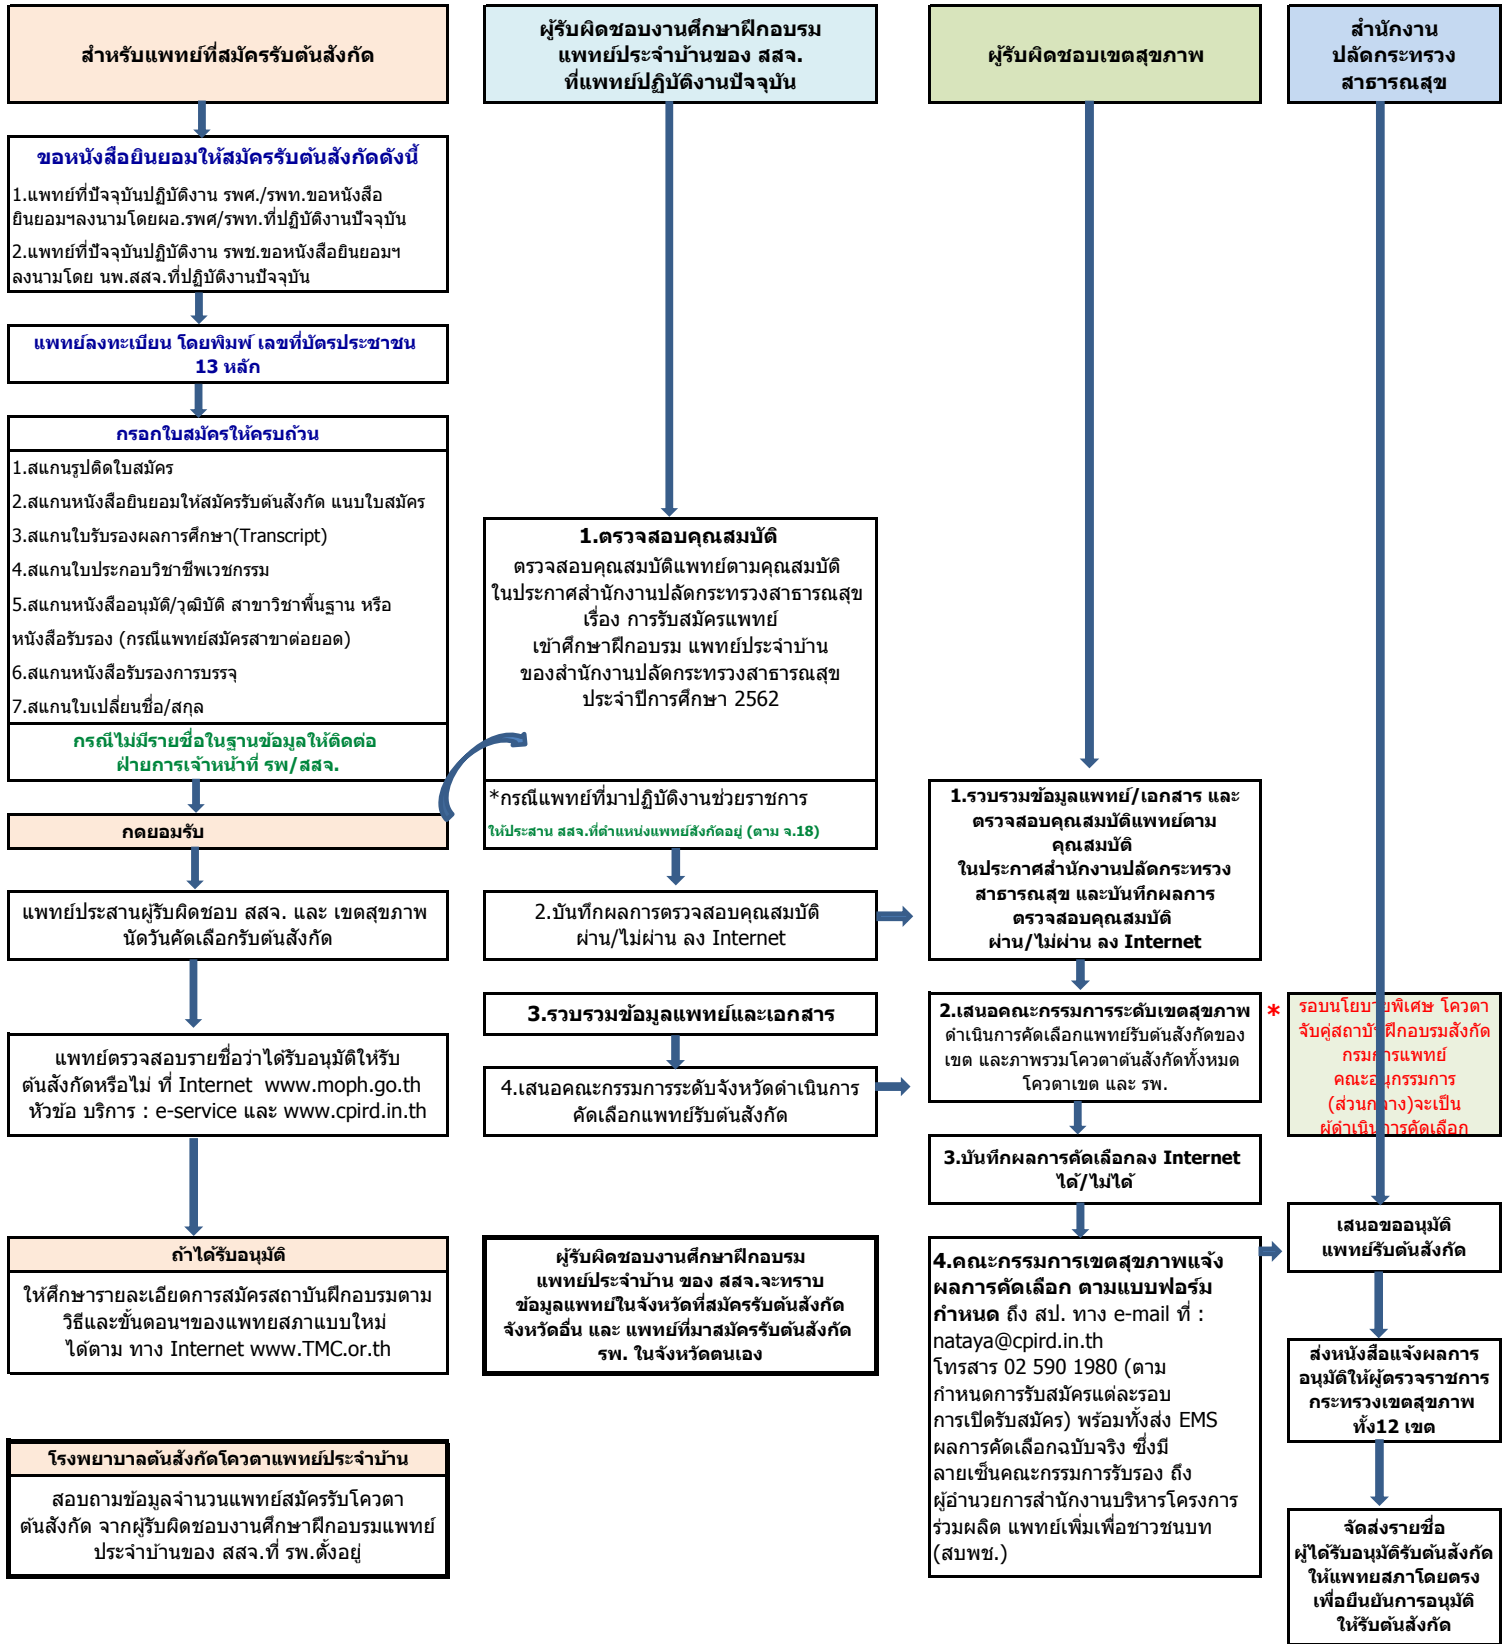 สำหรับแพทย์ที่สมัครรับต้นสังกัด
ขอหนังสือยินยอมให้สมัครรับต้นสังกัดดังนี้
1.แพทย์ที่ปัจจุบันปฏิบัติงาน รพศ./รพท.ขอหนังสือ
ยินยอมฯลงนามโดยผอ.รพศ/รพท.ที่ปฏิบัติงานปัจจุบัน
2.แพทย์ที่ปัจจุบันปฏิบัติงาน รพช.ขอหนังสือยินยอมฯ
ลงนามโดย นพ.สสจ.ที่ปฏิบัติงานปัจจุบัน
แพทย์ลงทะเบียน โดยพิมพ์ เลขที่บัตรประชาชน
13 หลัก
กรอกใบสมัครให้ครบถ้วน
1.สแกนรูปติดใบสมัคร
2.สแกนหนังสือยินยอมให้สมัครรับต้นสังกัด แนบใบสมัคร
3.สแกนใบรับรองผลการศึกษา(Transcript)
4.สแกนใบประกอบวิชาชีพเวชกรรม
5.สแกนหนังสืออนุมัติ/วุฒิบัติ สาขาวิชาพื้นฐาน หรือ
หนังสือรับรอง (กรณีแพทย์สมัครสาขาต่อยอด)
6.สแกนหนังสือรับรองการบรรจุ
7.สแกนใบเปลี่ยนชื่อ/สกุล
กรณีไม่มีรายชื่อในฐานข้อมูลให้ติดต่อ
ฝ่ายการเจ้าหน้าที่ รพ/สสจ.
กดยอมรับ
แพทย์ประสานผู้รับผิดชอบ สสจ. และ เขตสุขภาพ
นัดวันคัดเลือกรับต้นสังกัด
แพทย์ตรวจสอบรายชื่อว่าได้รับอนุมัติให้รับ
ต้นสังกัดหรือไม่ ที่ Internet www.moph.go.th
หัวข้อ บริการ : e-service และ www.cpird.in.th
ถ้าได้รับอนุมัติ
ให้ศึกษารายละเอียดการสมัครสถาบันฝึกอบรมตาม
วิธีและขั้นตอนฯของแพทยสภาแบบใหม่
ได้ตาม ทาง Internet www.TMC.or.th
โรงพยาบาลต้นสังกัดโควตาแพทย์ประจำบ้าน
สอบถามข้อมูลจำนวนแพทย์สมัครรับโควตา
ต้นสังกัด จากผู้รับผิดชอบงานศึกษาฝึกอบรมแพทย์
ประจำบ้านของ สสจ.ที่ รพ.ตั้งอยู่
ผู้รับผิดชอบงานศึกษาฝึกอบรม
แพทย์ประจำบ้านของ สสจ.
ที่แพทย์ปฏิบัติงานปัจจุบัน
1.ตรวจสอบคุณสมบัติ
ตรวจสอบคุณสมบัติแพทย์ตามคุณสมบัติ
ในประกาศสำนักงานปลัดกระทรวงสาธารณสุข
เรื่อง การรับสมัครแพทย์
เข้าศึกษาฝึกอบรม แพทย์ประจำบ้าน
ของสำนักงานปลัดกระทรวงสาธารณสุข
ประจำปีการศึกษา 2562
*กรณีแพทย์ที่มาปฏิบัติงานช่วยราชการ
ให้ประสาน สสจ.ที่ตำแหน่งแพทย์สังกัดอยู่ (ตาม จ.18)
2.บันทึกผลการตรวจสอบคุณสมบัติ
ผ่าน/ไม่ผ่าน ลง Internet
3.รวบรวมข้อมูลแพทย์และเอกสาร
4.เสนอคณะกรรมการระดับจังหวัดดำเนินการ
คัดเลือกแพทย์รับต้นสังกัด
ผู้รับผิดชอบงานศึกษาฝึกอบรม
แพทย์ประจำบ้าน ของ สสจ.จะทราบ
ข้อมูลแพทย์ในจังหวัดที่สมัครรับต้นสังกัด
จังหวัดอื่น และ แพทย์ที่มาสมัครรับต้นสังกัด
รพ. ในจังหวัดตนเอง
ผู้รับผิดชอบเขตสุขภาพ
1.รวบรวมข้อมูลแพทย์/เอกสาร และ
ตรวจสอบคุณสมบัติแพทย์ตาม
คุณสมบัติ
ในประกาศสำนักงานปลัดกระทรวง
สาธารณสุข และบันทึกผลการ
ตรวจสอบคุณสมบัติ
ผ่าน/ไม่ผ่าน ลง Internet
2.เสนอคณะกรรมการระดับเขตสุขภาพ
ดำเนินการคัดเลือกแพทย์รับต้นสังกัดของ
เขต และภาพรวมโควตาต้นสังกัดทั้งหมด
โควตาเขต และ รพ.
3.บันทึกผลการคัดเลือกลง Internet
ได้/ไม่ได้
4.คณะกรรมการเขตสุขภาพแจ้ง
ผลการคัดเลือก ตามแบบฟอร์ม
กำหนด ถึง สป. ทาง e-mail ที่ :
nataya@cpird.in.th
โทรสาร 02 590 1980 (ตาม
กำหนดการรับสมัครแต่ละรอบ
การเปิดรับสมัคร) พร้อมทั้งส่ง EMS
ผลการคัดเลือกฉบับจริง ซึ่งมี
ลายเซ็นคณะกรรมการรับรอง ถึง
ผู้อำนวยการสำนักงานบริหารโครงการ
ร่วมผลิต แพทย์เพิ่มเพื่อชาวชนบท
(สบพช.)
สำนักงาน
ปลัดกระทรวง
สาธารณสุข
*
รอบนโยบายพิเศษ โควตา
จับคู่สถาบันฝึกอบรมสังกัด
กรมการแพทย์
คณะอนุกรรมการ
(ส่วนกลาง)จะเป็น
ผู้ดำเนินการคัดเลือก
เสนอขออนุมัติ
แพทย์รับต้นสังกัด
ส่งหนังสือแจ้งผลการ
อนุมัติให้ผู้ตรวจราชการ
กระทรวงเขตสุขภาพ
ทั้ง12 เขต
จัดส่งรายชื่อ
ผู้ได้รับอนุมัติรับต้นสังกัด
ให้แพทยสภาโดยตรง
เพื่อยืนยันการอนุมัติ
ให้รับต้นสังกัด